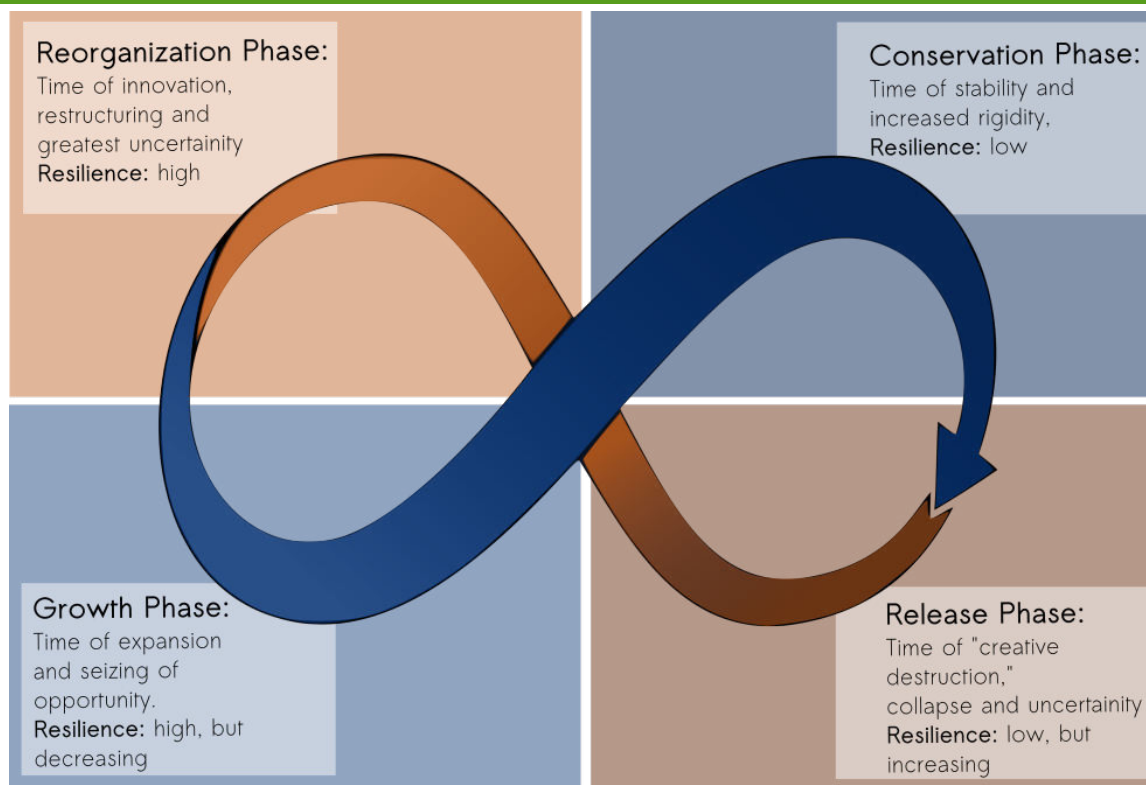 Reorganization Phase:
Time of innovation,
restructuring and
greatest uncertainity
Resilience: high
Conservation Phase:
Time of stability and
increased rigidity,
Resilience: low
Growth Phase:
Time of expansion
and seizing of
opportunity.
Resilience: high, but
decreasing
Release Phase:
Time of "creative
destruction,"
collapse and uncertainity
Resilience: low, but
increasing